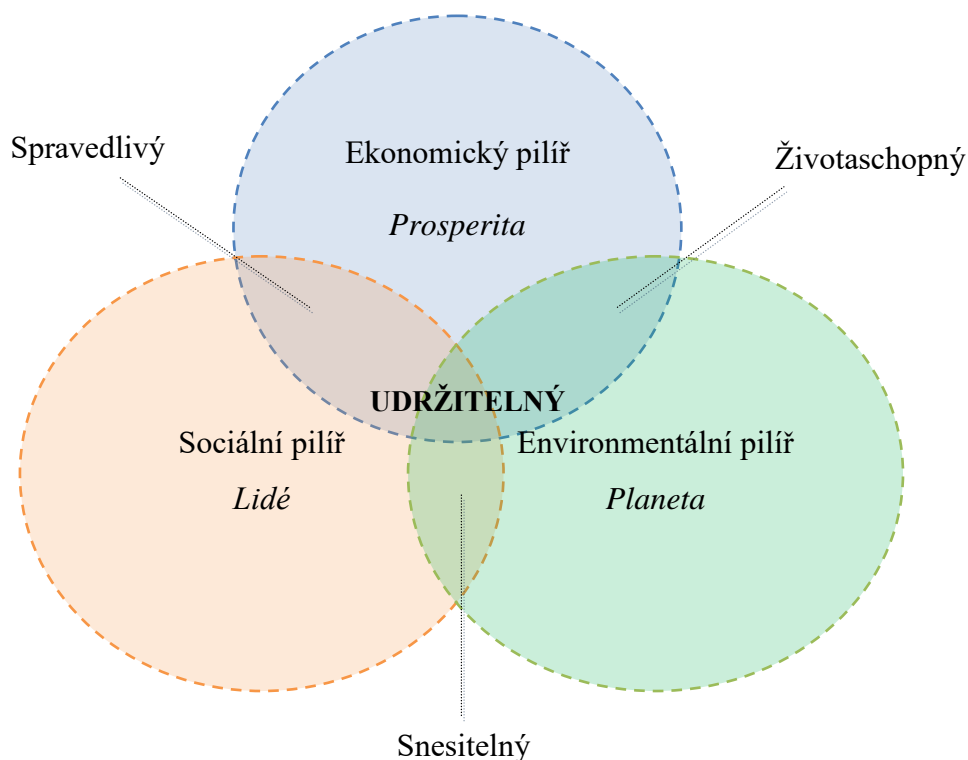 Spravedlivý
Ekonomický pilíř
Životaschopný
Prosperita
UDRŽITELNÝ
Sociální pilíř
Environmentální pilíř
Lidé
Planeta
Snesitelný